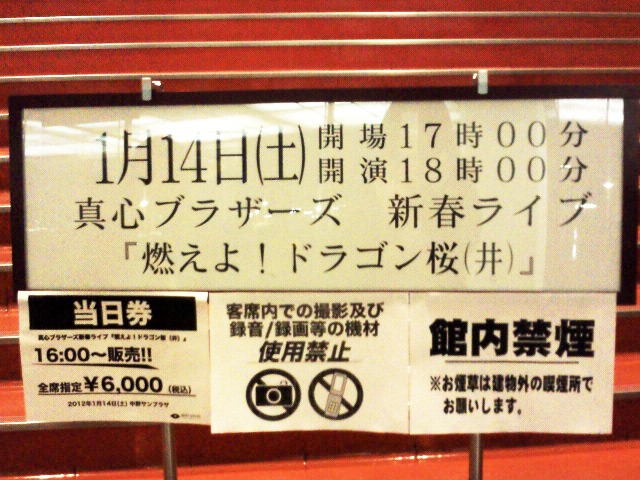 1月14日(土) 開場17時00分
開演18時00分
真心ブラザーズ 新春ライブ
『燃えよ!ドラゴン桜(井)』
当日券
真心ブラザーズ新春ライブ『燃えよ!ドラゴン桜(井)』
16:00〜販売!!
全席指定 ¥6,000 (税込)
2012年1月14日(土) 中野サンプラザ
客席内での撮影及び
録音/録画等の機材
使用禁止
館内禁煙
※お煙草は建物外の喫煙所で
お願いします。